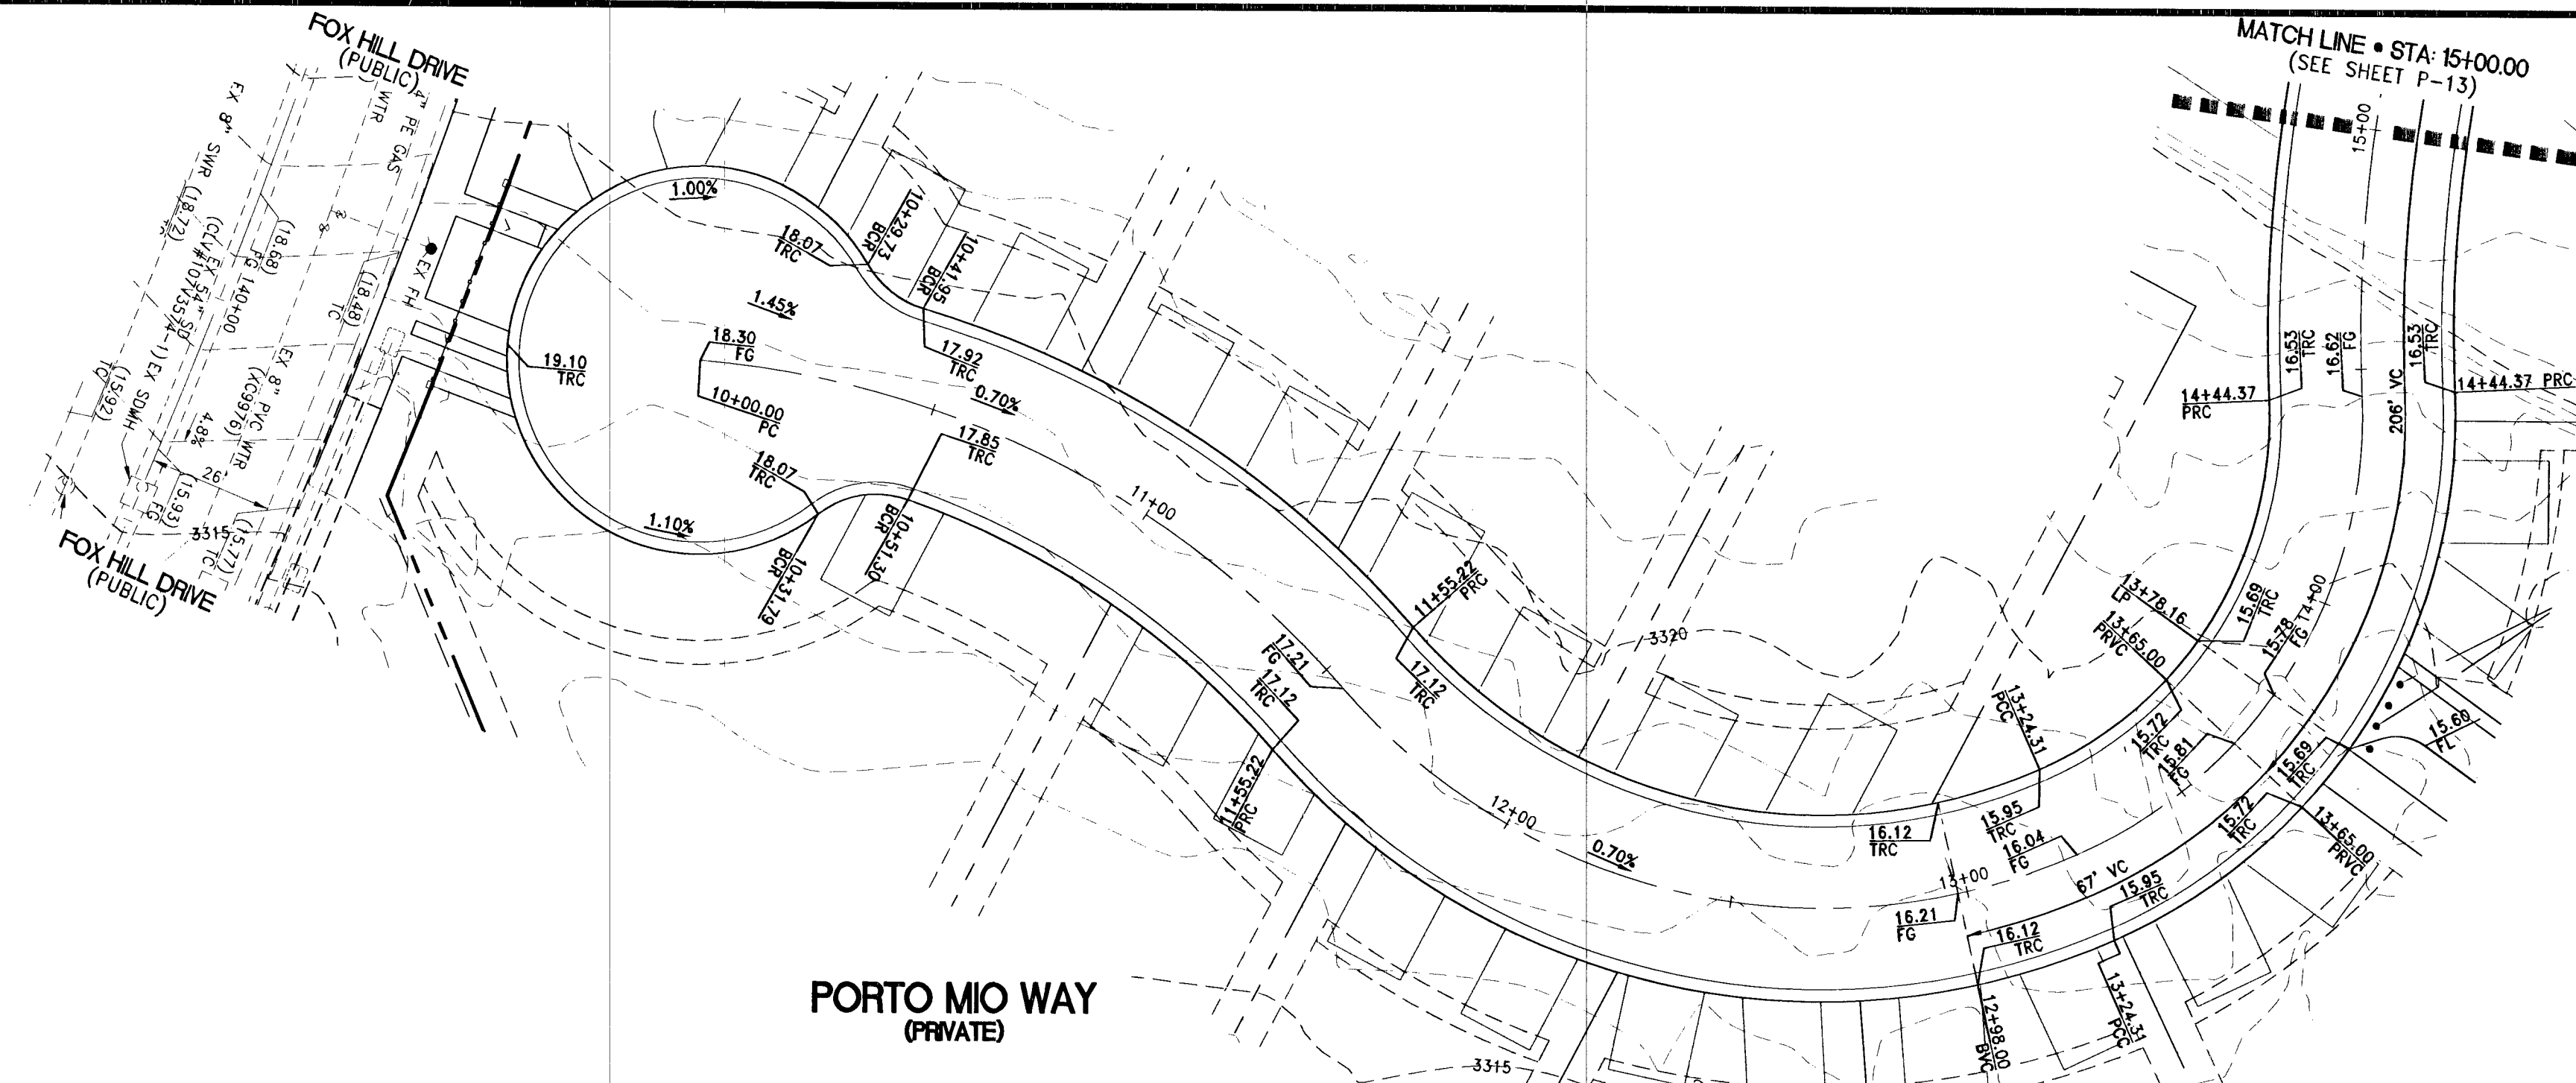 FOX HILL DRIVE
(PUBLIC)
4" PE GAS
WTR
EX 8" SWR
(18.72)
TC
(18.68)
FG 140+00
EX 54" SD
(CLV#107V3574-1)
EX SDMH
(18.48)
TC
EX FH
EX 8" PVC WTR
(XC9976)
4.8%
26'
(15.92)
TC
(15.93)
FG
3315
(15.77)
TC
FOX HILL DRIVE
(PUBLIC)
1.00%
18.07
TRC
10+29.73
BCR
10+41.95
BCR
1.45%
18.30
FG
19.10
TRC
10+00.00
PC
17.92
TRC
0.70%
17.85
TRC
18.07
TRC
1.10%
10+31.79
BCR
10+51.30
BCR
11+00
11+55.22
PRC
17.12
TRC
17.21
FG
17.12
TRC
11+55.22
PRC
3320
12+00
0.70%
16.12
TRC
13+24.31
PCC
15.95
TRC
16.04
FG
13+00
16.21
FG
16.12
TRC
12+98.00
BVC
67' VC
15.95
TRC
13+24.31
PCC
13+78.16
LP
13+65.00
PRVC
15.72
TRC
15.81
FG
15.69
TRC
15.78
FG
14+00
15.69
TRC
15.60
FL
15.72
TRC
13+65.00
PRVC
14+44.37
PRC
16.53
TRC
16.62
FG
206' VC
16.53
TRC
14+44.37 PRC
15+00
MATCH LINE • STA: 15+00.00
(SEE SHEET P-13)
PORTO MIO WAY
(PRIVATE)
3315